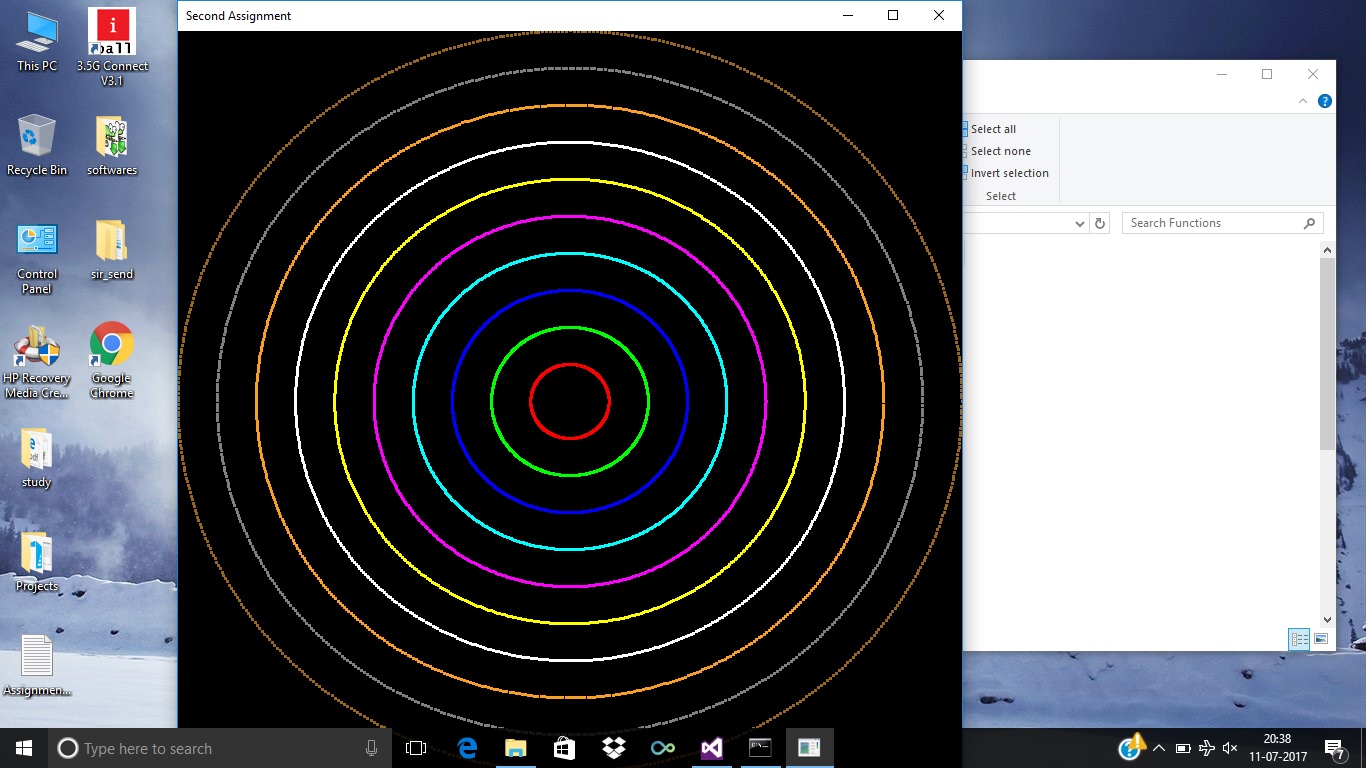 Second Assignment
This PC
i
ball
3.5G Connect
V3.1
Recycle Bin
softwares
Control
Panel
sir_send
HP Recovery
Media Cre...
Google
Chrome
study
Projects
Assignmen...
Select all
Select none
Invert selection
Select
Search Functions
Type here to search
20:38
11-07-2017
7